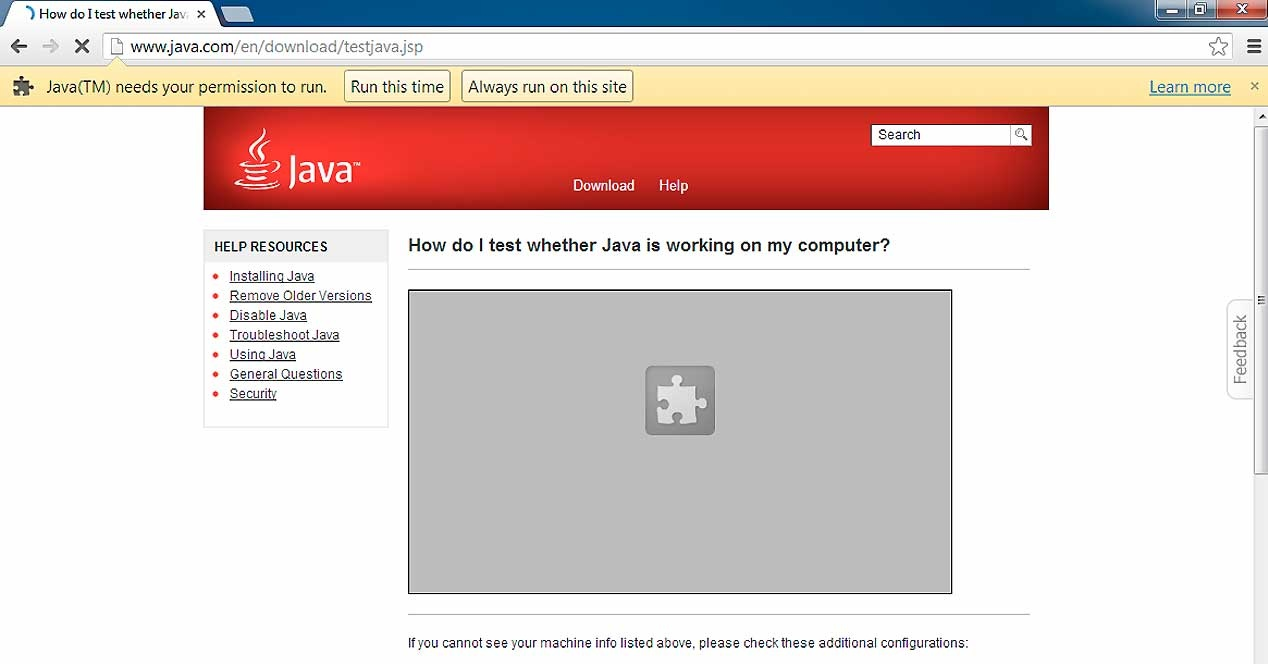 How do I test whether Jav
www.java.com/en/download/testjava.jsp
Java(TM) needs your permission to run. Run this time Always run on this site Learn more
Search
Java™
Download Help
HELP RESOURCES
Installing Java
Remove Older Versions
Disable Java
Troubleshoot Java
Using Java
General Questions
Security
How do I test whether Java is working on my computer?
Feedback
If you cannot see your machine info listed above, please check these additional configurations: